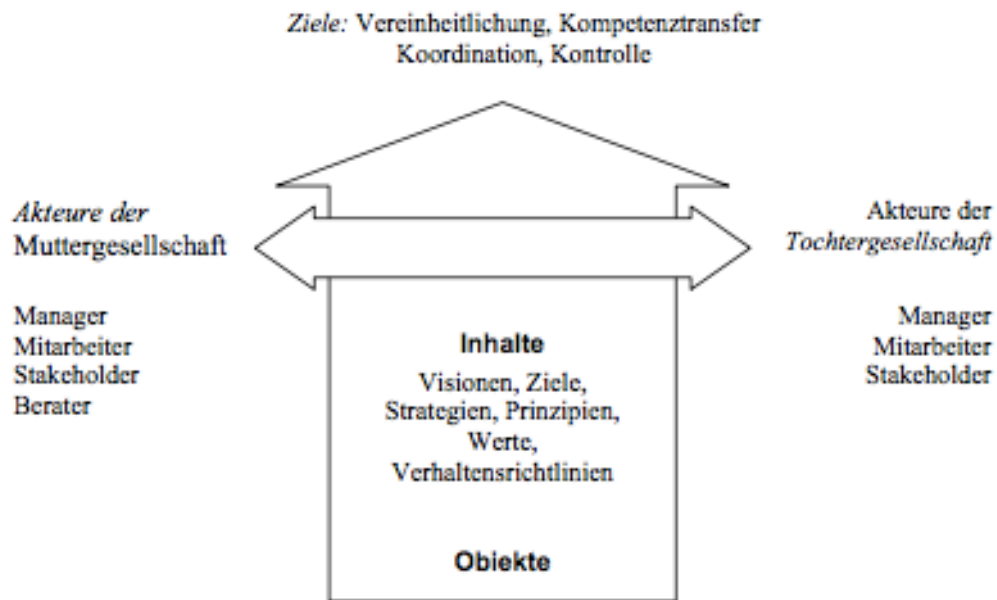 Ziele: Vereinheitlichung, Kompetenztransfer
Koordination, Kontrolle
Akteure der
Muttergesellschaft
Akteure der
Tochtergesellschaft
Manager
Mitarbeiter
Stakeholder
Berater
Manager
Mitarbeiter
Stakeholder
Inhalte
Visionen, Ziele,
Strategien, Prinzipien,
Werte,
Verhaltensrichtlinien
Obiekte